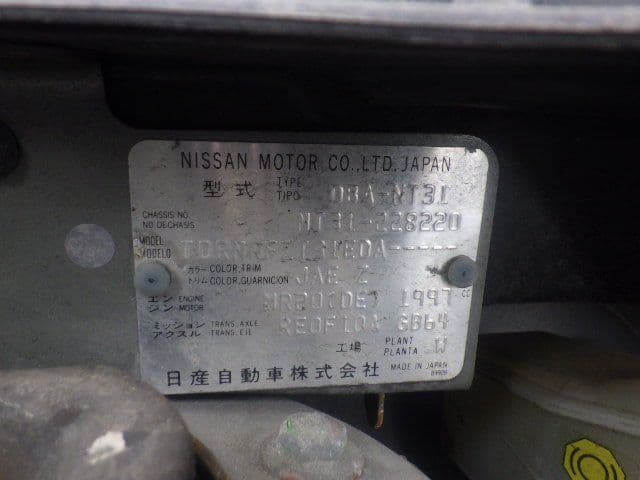 NISSAN MOTOR CO.,LTD. JAPAN
型式 TYPE TIPO DBA-NT31
CHASSIS NO. NO DECHASIS NT31-228220
MODEL MODELO
カラー COLOR,TRIM トリム COLOR,GUARNICION JAE Z
エンジン ENGINE MOTOR MR20(DE) 1997 cc
ミッション TRANS. AXLE アクスル TRANS. EJE RE0F10A GB64
工場 PLANT PLANTA W
日産自動車株式会社 MADE IN JAPAN